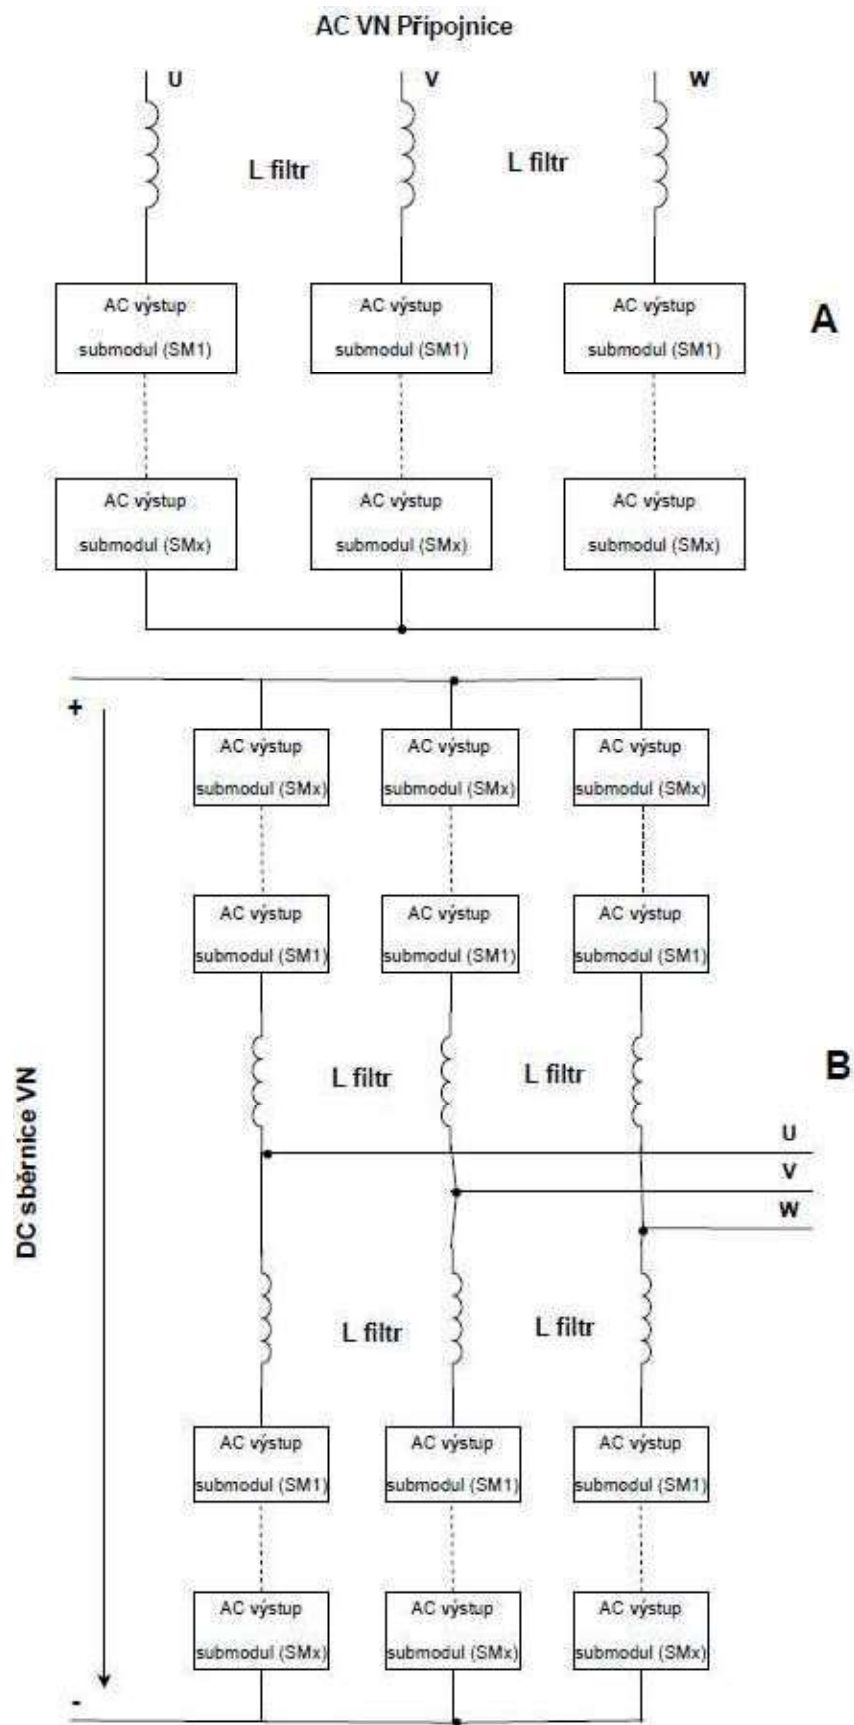 AC VN Přípojnice
U V W
L filtr L filtr
AC výstup AC výstup AC výstup
submodul (SM1) submodul (SM1) submodul (SM1)
A
AC výstup AC výstup AC výstup
submodul (SMx) submodul (SMx) submodul (SMx)
+
AC výstup AC výstup AC výstup
submodul (SMx) submodul (SMx) submodul (SMx)
AC výstup AC výstup AC výstup
submodul (SM1) submodul (SM1) submodul (SM1)
DC sběrnice VN
L filtr L filtr
B
U
V
W
L filtr L filtr
AC výstup AC výstup AC výstup
submodul (SM1) submodul (SM1) submodul (SM1)
AC výstup AC výstup AC výstup
submodul (SMx) submodul (SMx) submodul (SMx)
-